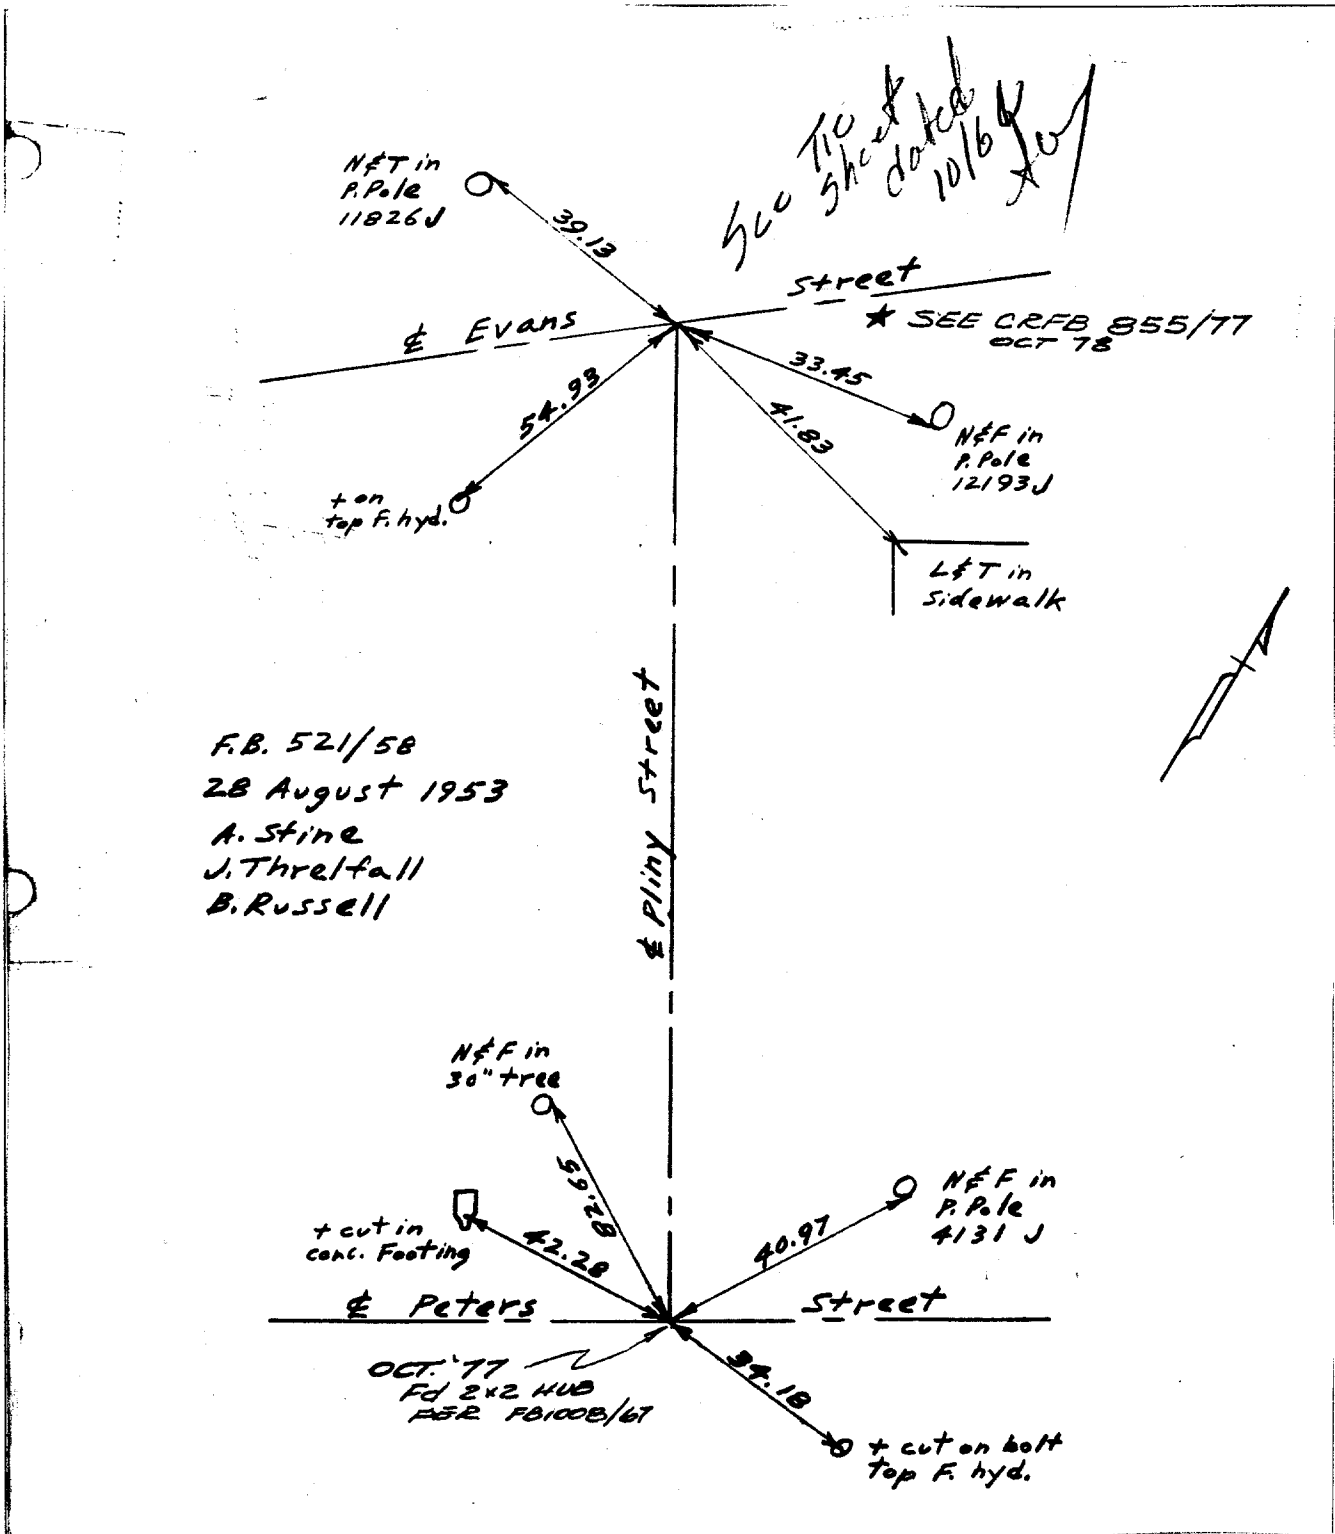 See Tie
sheet
dated
10/64
N&T in
P.Pole
11826J
39.13
℄ Evans Street
★ SEE CRFB 855/77
OCT 78
33.45
54.93
41.83
N&F in
P.Pole
12193J
+ on
top F. hyd.
L&T in
sidewalk
℄ Pliny Street
F.B. 521/58
28 August 1953
A. Stine
J. Threlfall
B. Russell
N&F in
30" tree
82.65
+ cut in
conc. Footing
42.28
40.97
N&F in
P. Pole
4131 J
℄ Peters Street
OCT. '77
Fd 2x2 HUB
PER FB1008/67
34.18
+ cut on bolt
top F. hyd.